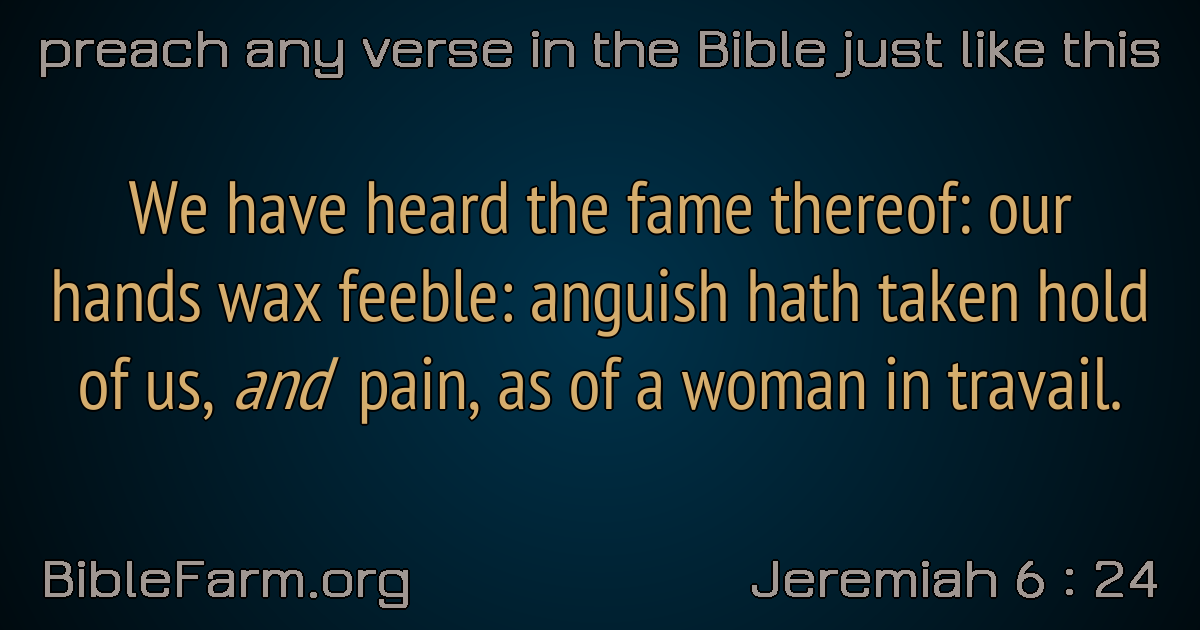 preach any verse in the Bible just like this
We have heard the fame thereof: our
hands wax feeble: anguish hath taken hold
of us, and pain, as of a woman in travail.
BibleFarm.org
Jeremiah 6 : 24